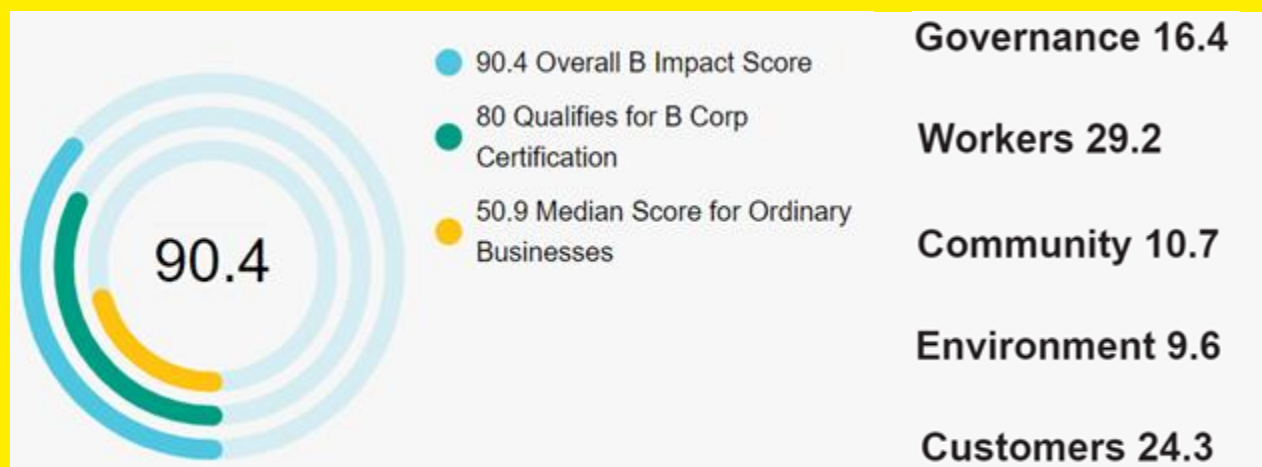 90.4
90.4 Overall B Impact Score
80 Qualifies for B Corp
Certification
50.9 Median Score for Ordinary
Businesses
Governance 16.4
Workers 29.2
Community 10.7
Environment 9.6
Customers 24.3